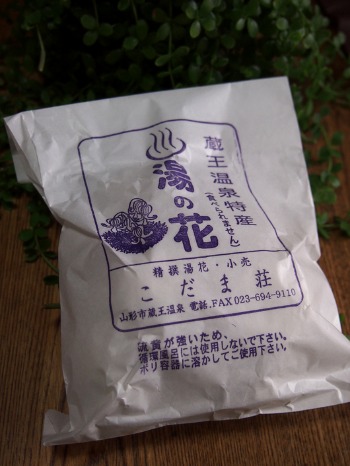 蔵王温泉特産
(食べられません)
湯の花
精撰湯花・小売
こだま荘
山形市蔵王温泉 電話.FAX 023-694-9110
硫黄が強いため、
循環風呂には使用しないで下さい。
ポリ容器に溶かしてご使用下さい。